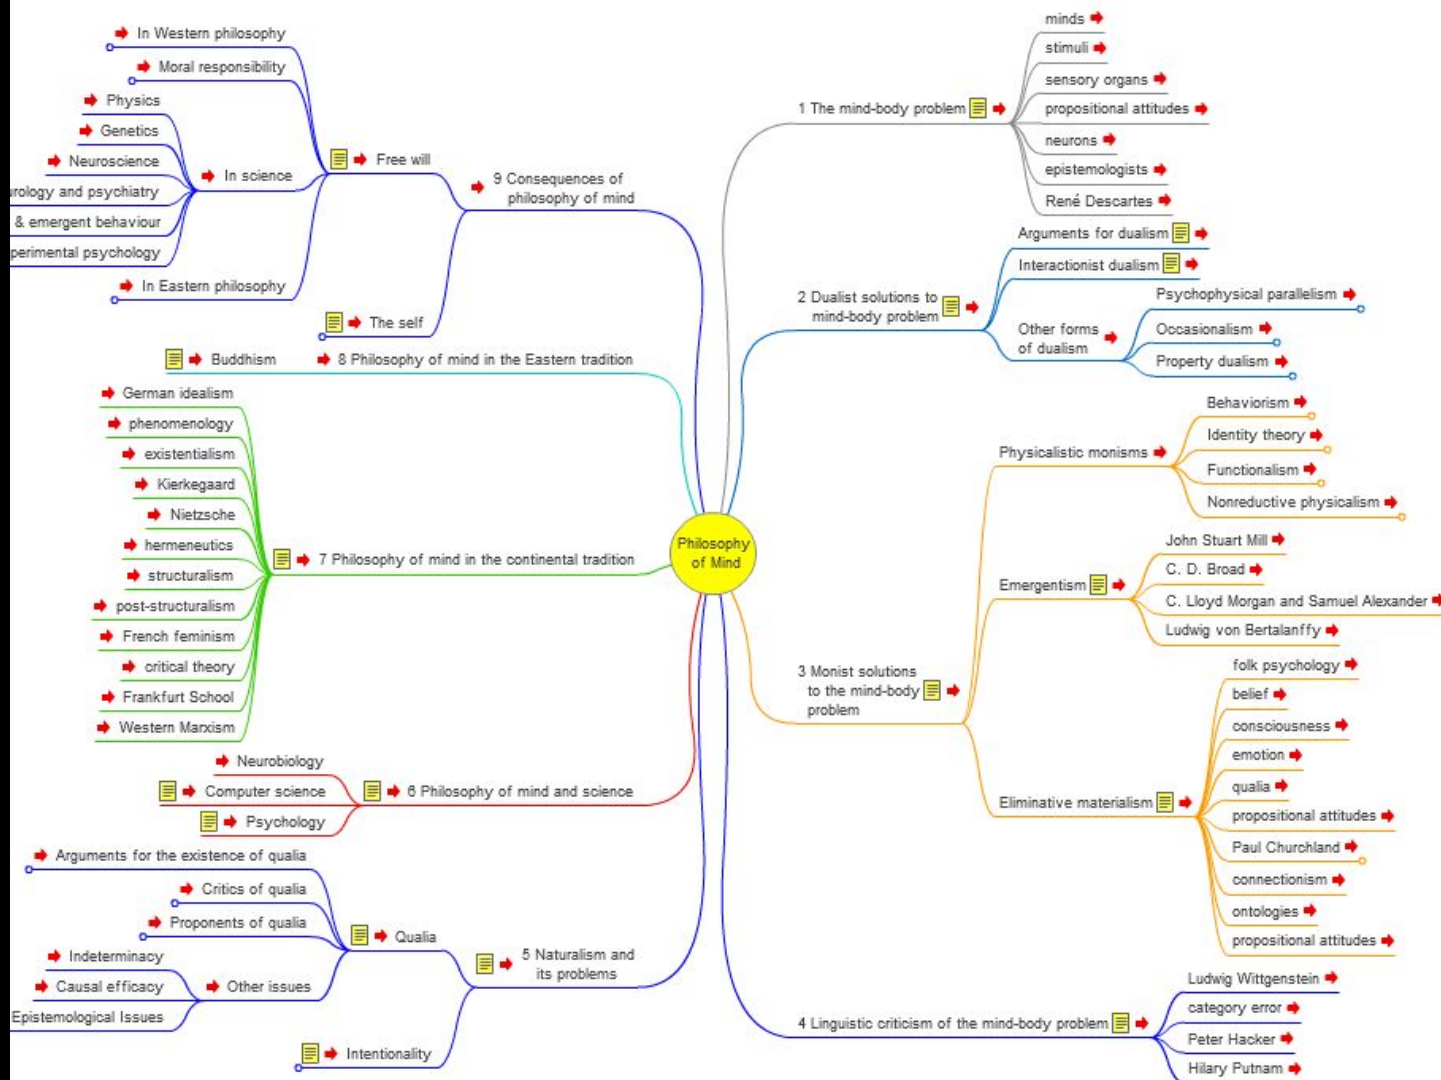 Philosophy
of Mind
1 The mind-body problem
minds
stimuli
sensory organs
propositional attitudes
neurons
epistemologists
René Descartes
2 Dualist solutions to
mind-body problem
Arguments for dualism
Interactionist dualism
Other forms
of dualism
Psychophysical parallelism
Occasionalism
Property dualism
3 Monist solutions
to the mind-body
problem
Physicalistic monisms
Behaviorism
Identity theory
Functionalism
Nonreductive physicalism
Emergentism
John Stuart Mill
C. D. Broad
C. Lloyd Morgan and Samuel Alexander
Ludwig von Bertalanffy
Eliminative materialism
folk psychology
belief
consciousness
emotion
qualia
propositional attitudes
Paul Churchland
connectionism
ontologies
propositional attitudes
4 Linguistic criticism of the mind-body problem
Ludwig Wittgenstein
category error
Peter Hacker
Hilary Putnam
5 Naturalism and
its problems
Qualia
Arguments for the existence of qualia
Critics of qualia
Proponents of qualia
Other issues
Indeterminacy
Causal efficacy
Epistemological Issues
Intentionality
6 Philosophy of mind and science
Neurobiology
Computer science
Psychology
7 Philosophy of mind in the continental tradition
German idealism
phenomenology
existentialism
Kierkegaard
Nietzsche
hermeneutics
structuralism
post-structuralism
French feminism
critical theory
Frankfurt School
Western Marxism
8 Philosophy of mind in the Eastern tradition
Buddhism
9 Consequences of
philosophy of mind
Free will
In Western philosophy
Moral responsibility
In science
Physics
Genetics
Neuroscience
urology and psychiatry
& emergent behaviour
perimental psychology
In Eastern philosophy
The self